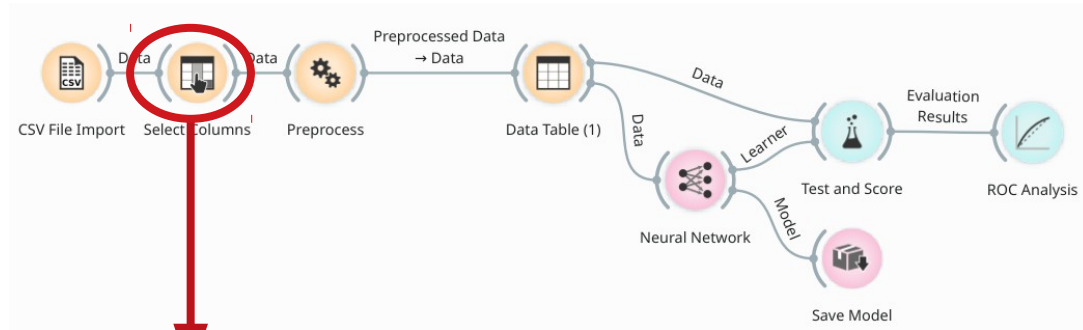 Preprocessed Data
→ Data
Data
Data
Data
Evaluation
Results
CSV
CSV File Import
Select Columns
Preprocess
Data Table (1)
Data
Learner
Test and Score
ROC Analysis
Neural Network
Model
Save Model